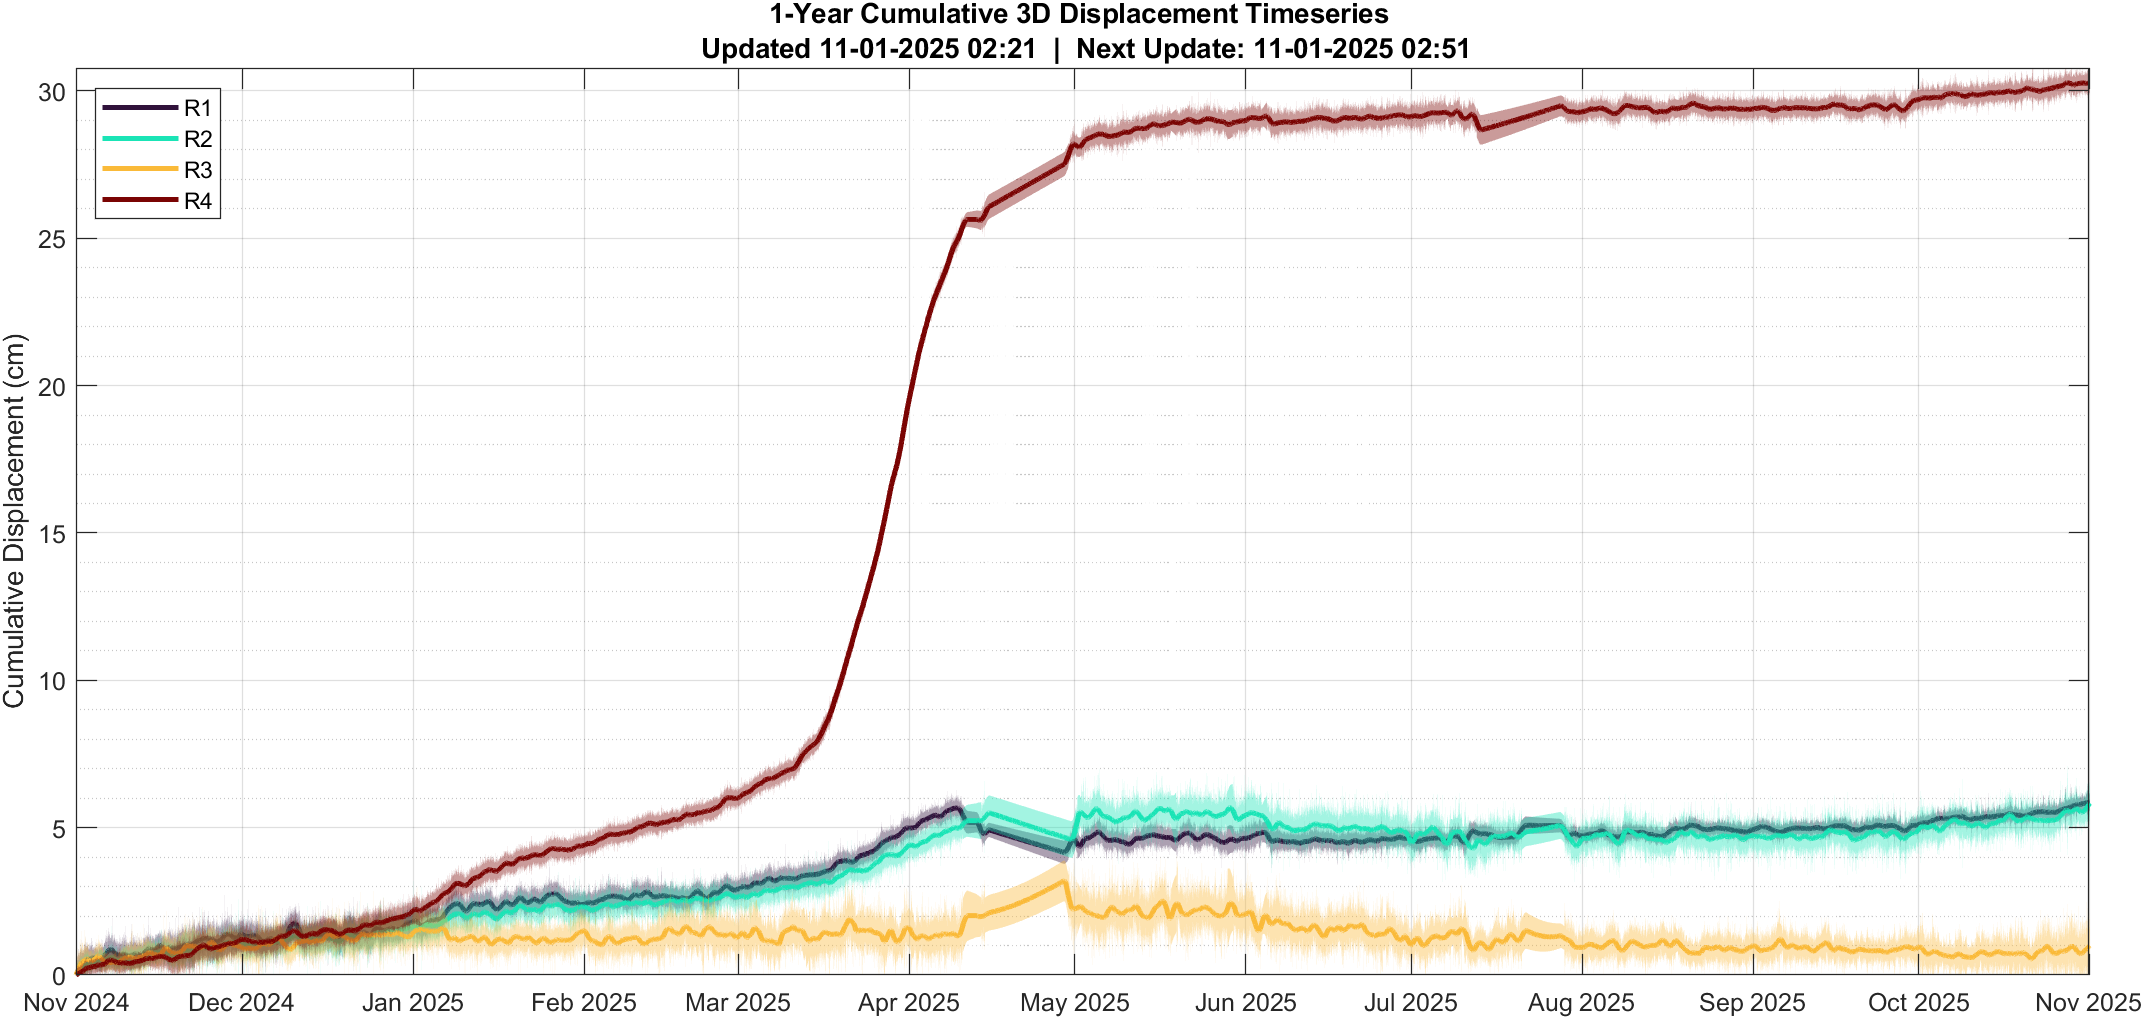 1-Year Cumulative 3D Displacement Timeseries
Updated 11-01-2025 02:21 | Next Update: 11-01-2025 02:51
Cumulative Displacement (cm)
30
25
20
15
10
5
0
R1
R2
R3
R4
Nov 2024 Dec 2024 Jan 2025 Feb 2025 Mar 2025 Apr 2025 May 2025 Jun 2025 Jul 2025 Aug 2025 Sep 2025 Oct 2025 Nov 2025